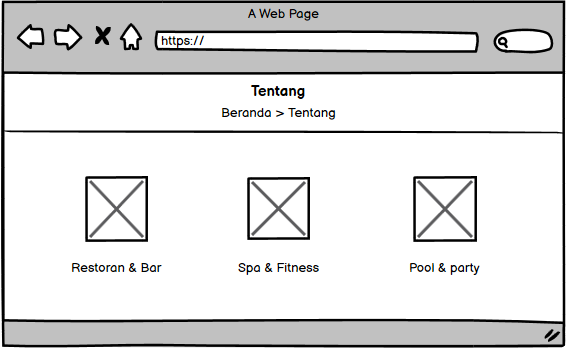 A Web Page
https://
Tentang
Beranda > Tentang
Restoran & Bar
Spa & Fitness
Pool & party